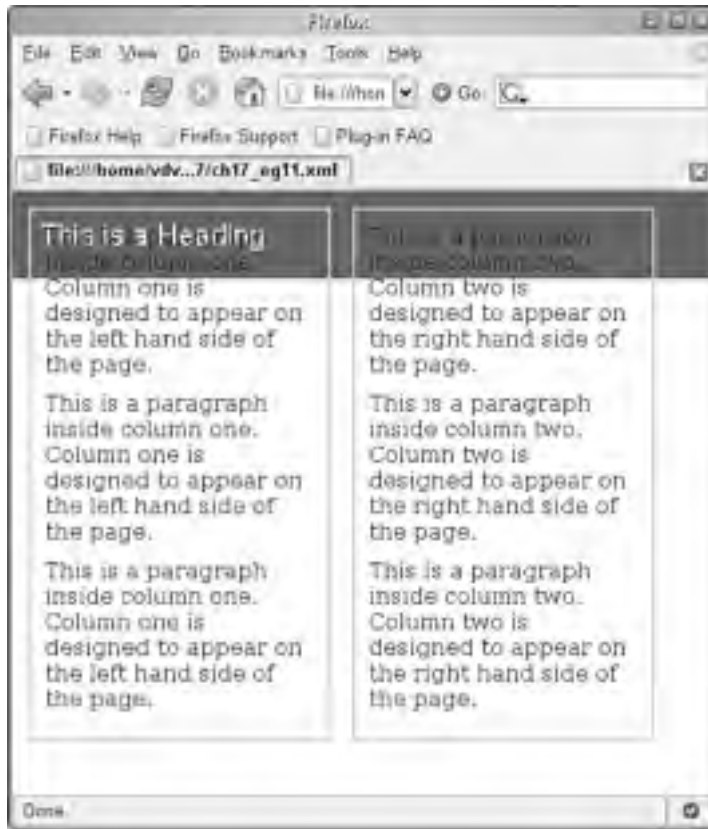 Firefox
File Edit View Go Bookmarks Tools Help
file:///hon Go: G
Firefox Help Firefox Support Plug-in FAQ
file:///home/vdv...7/ch17_eg11.xml
This is a Heading
inside column one.
Column one is
designed to appear on
the left hand side of
the page.
This is a paragraph
inside column one.
Column one is
designed to appear on
the left hand side of
the page.
This is a paragraph
inside column one.
Column one is
designed to appear on
the left hand side of
the page.
This is a paragraph
inside column two.
Column two is
designed to appear on
the right hand side of
the page.
This is a paragraph
inside column two.
Column two is
designed to appear on
the right hand side of
the page.
This is a paragraph
inside column two.
Column two is
designed to appear on
the right hand side of
the page.
Done